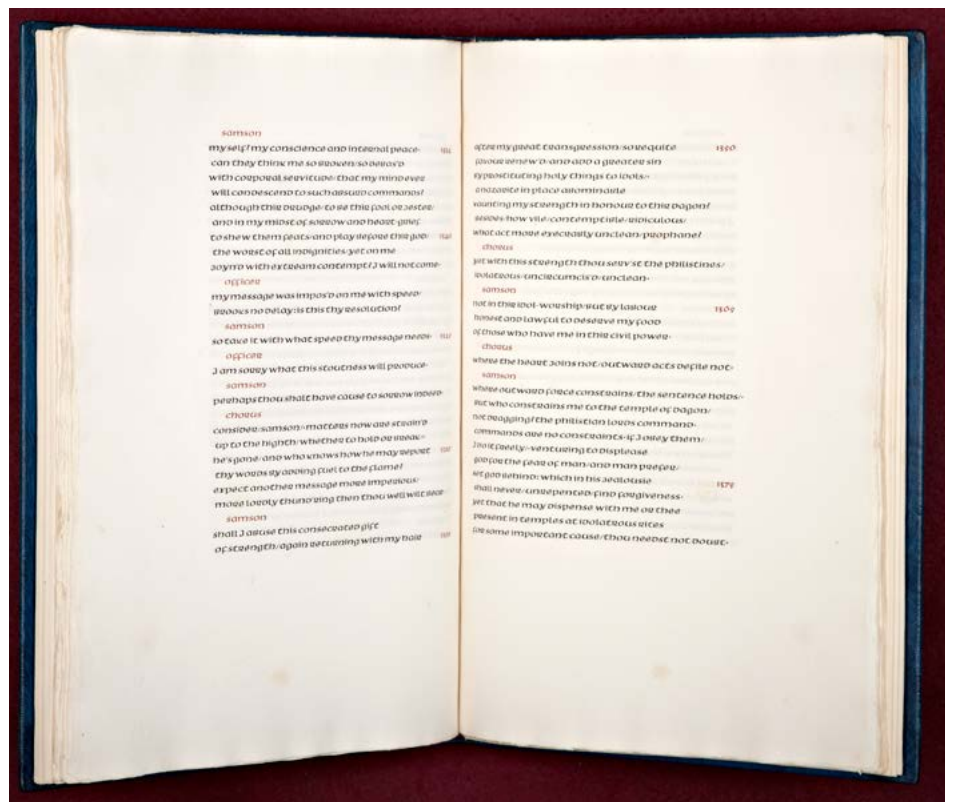 samson
my self? my conscience and internal peace·
can they think me so broken/so debas'd
with corporal servitude/that my mind ever
will condescend to such absurd commands?
although thir drudge/to be thir fool or jester/
and in my midst of sorrow and heart-grief
to shew them feats/and play before thir god/
the worst of all indignities/yet on me
joyn'd with extream contempt? I will not come·
officer
my message was impos'd on me with speed/
brooks no delay: is this thy resolution?
samson
so take it with what speed thy message needs·
officer
I am sorry what this stoutness will produce·
samson
perhaps thou shalt have cause to sorrow indeed·
chorus
consider/samson/~matters now are strain'd
up to the highth/whether to hold or break/~
he's gone/and who knows how he may report
thy words by adding fuel to the flame?
expect another message more imperious/
more lordly thund'ring then thou well wilt bear·
samson
shall I abuse this consecrated gift
of strength/again returning with my hair
after my great transgression/so requite
favour renew'd/and add a greater sin
by prostituting holy things to idols/~
a nazarite in place abominable
vaunting my strength in honour to thir dagon?
besides/how vile/contemptible/ridiculous/
what act more execrably unclean/prophane?
chorus
yet with this strength thou serv'st the philistines/
idolatrous/uncircumcis'd/unclean·
samson
not in thir idol-worship/but by labour 1365
honest and lawful to deserve my food
of those who have me in thir civil power·
chorus
where the heart joins not/outward acts defile not·
samson
where outward force constrains/the sentence holds/~
but who constrains me to the temple of dagon/
not dragging? the philistian lords command·
commands are no constraints·if I obey them/
I do it freely/~venturing to displease
god for the fear of man/and man prefer/
set god behind: which in his jealousie 1375
shall never/unrepented/find forgiveness·
yet that he may dispense with me or thee
present in temples at idolatrous rites
for some important cause/thou needst not doubt·